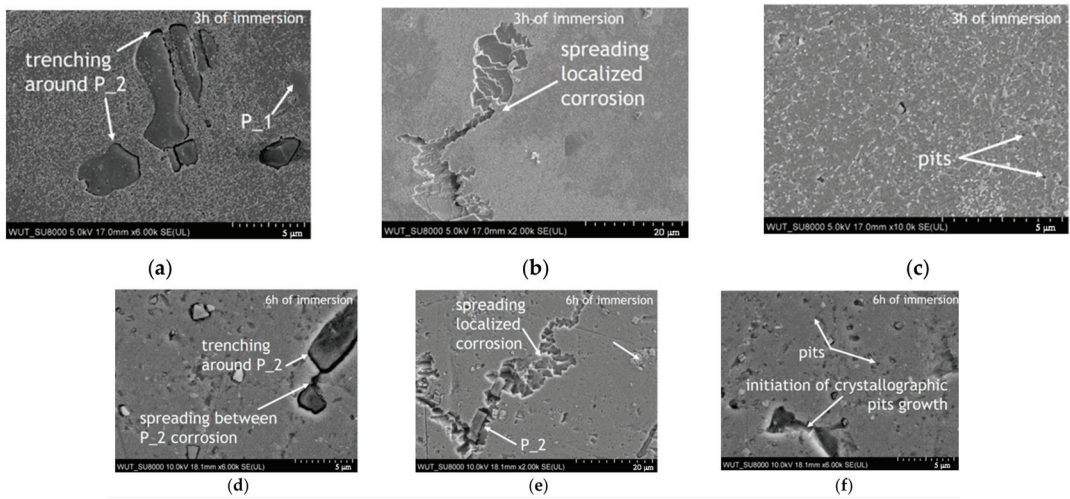 3h of immersion
trenching
around P_2
P_1
WUT_SU8000 5.0kV 17.0mm x6.00k SE(UL)
5 µm
(a)
3h of immersion
spreading
localized
corrosion
WUT_SU8000 5.0kV 17.0mm x2.00k SE(UL)
20 µm
(b)
3h of immersion
pits
WUT_SU8000 5.0kV 17.0mm x10.0k SE(UL)
5 µm
(c)
6h of immersion
trenching
around P_2
spreading between
P_2 corrosion
WUT_SU8000 10.0kV 18.1mm x6.00k SE(UL)
5 µm
(d)
6h of immersion
spreading
localized
corrosion
P_2
WUT_SU8000 10.0kV 18.1mm x2.00k SE(UL)
20 µm
(e)
6h of immersion
pits
initiation of crystallographic
pits growth
WUT_SU8000 10.0kV 18.1mm x6.00k SE(UL)
5 µm
(f)